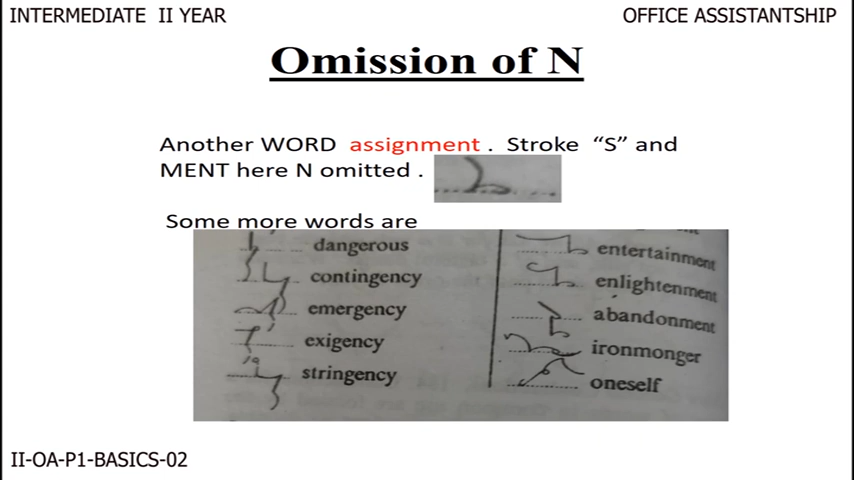 INTERMEDIATE II YEAR
OFFICE ASSISTANTSHIP
Omission of N
Another WORD assignment . Stroke “S” and
MENT here N omitted .
Some more words are
dangerous
contingency
emergency
exigency
stringency
entertainment
enlightenment
abandonment
ironmonger
oneself
II-OA-P1-BASICS-02